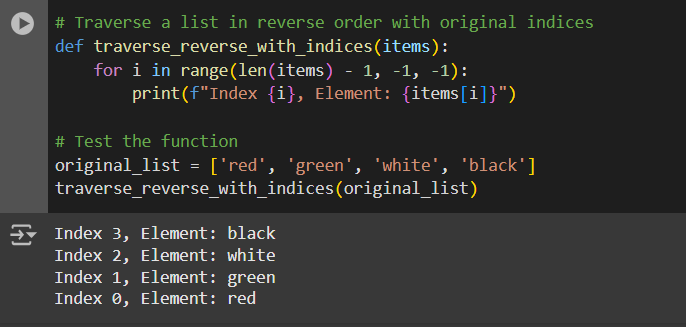 # Traverse a list in reverse order with original indices
def traverse_reverse_with_indices(items):
    for i in range(len(items) - 1, -1, -1):
        print(f"Index {i}, Element: {items[i]}")

# Test the function
original_list = ['red', 'green', 'white', 'black']
traverse_reverse_with_indices(original_list)
Index 3, Element: black
Index 2, Element: white
Index 1, Element: green
Index 0, Element: red